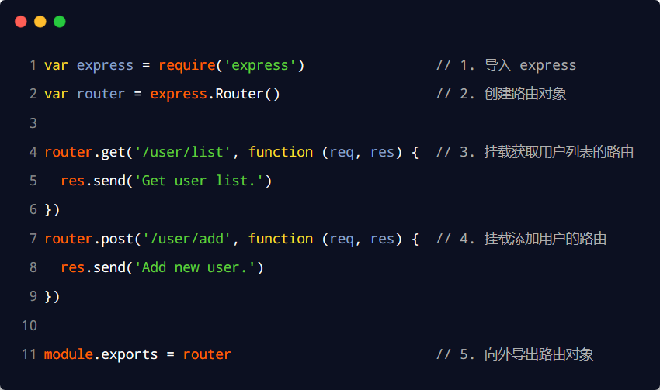 1 var express = require('express') // 1. 导入 express
2 var router = express.Router() // 2. 创建路由对象
3
4 router.get('/user/list', function (req, res) { // 3. 挂载获取用户列表的路由
5 res.send('Get user list.')
6 })
7 router.post('/user/add', function (req, res) { // 4. 挂载添加用户的路由
8 res.send('Add new user.')
9 })
10
11 module.exports = router // 5. 向外导出路由对象